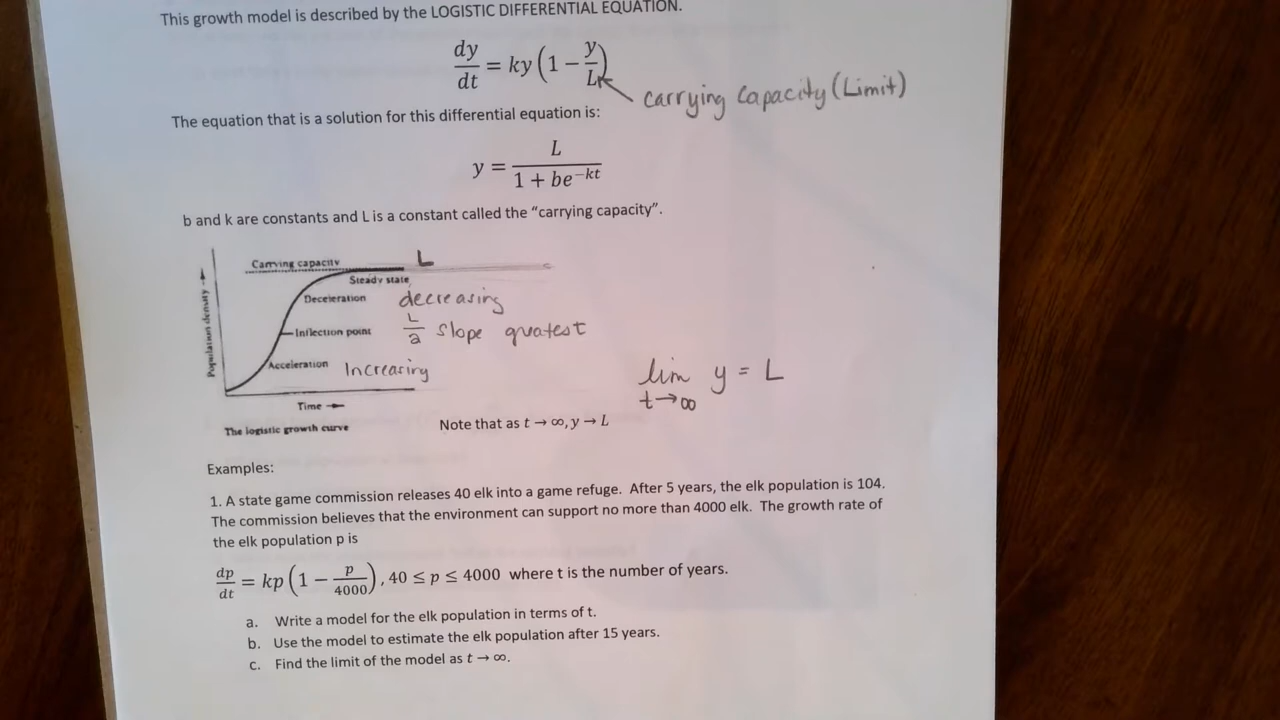 This growth model is described by the LOGISTIC DIFFERENTIAL EQUATION.
dy/dt = ky(1 − y/L)
carrying capacity (Limit)
The equation that is a solution for this differential equation is:
y = L/(1 + be^−kt)
b and k are constants and L is a constant called the “carrying capacity”.
Carrying capacity L
Steady state
Deceleration decreasing
Inflection point L/2 slope greatest
Acceleration Increasing
Population density
Time
lim y = L
t→∞
The logistic growth curve
Note that as t → ∞, y → L
Examples:
1. A state game commission releases 40 elk into a game refuge. After 5 years, the elk population is 104.
The commission believes that the environment can support no more than 4000 elk. The growth rate of
the elk population p is
dp/dt = kp(1 − p/4000), 40 ≤ p ≤ 4000 where t is the number of years.
a. Write a model for the elk population in terms of t.
b. Use the model to estimate the elk population after 15 years.
c. Find the limit of the model as t → ∞.